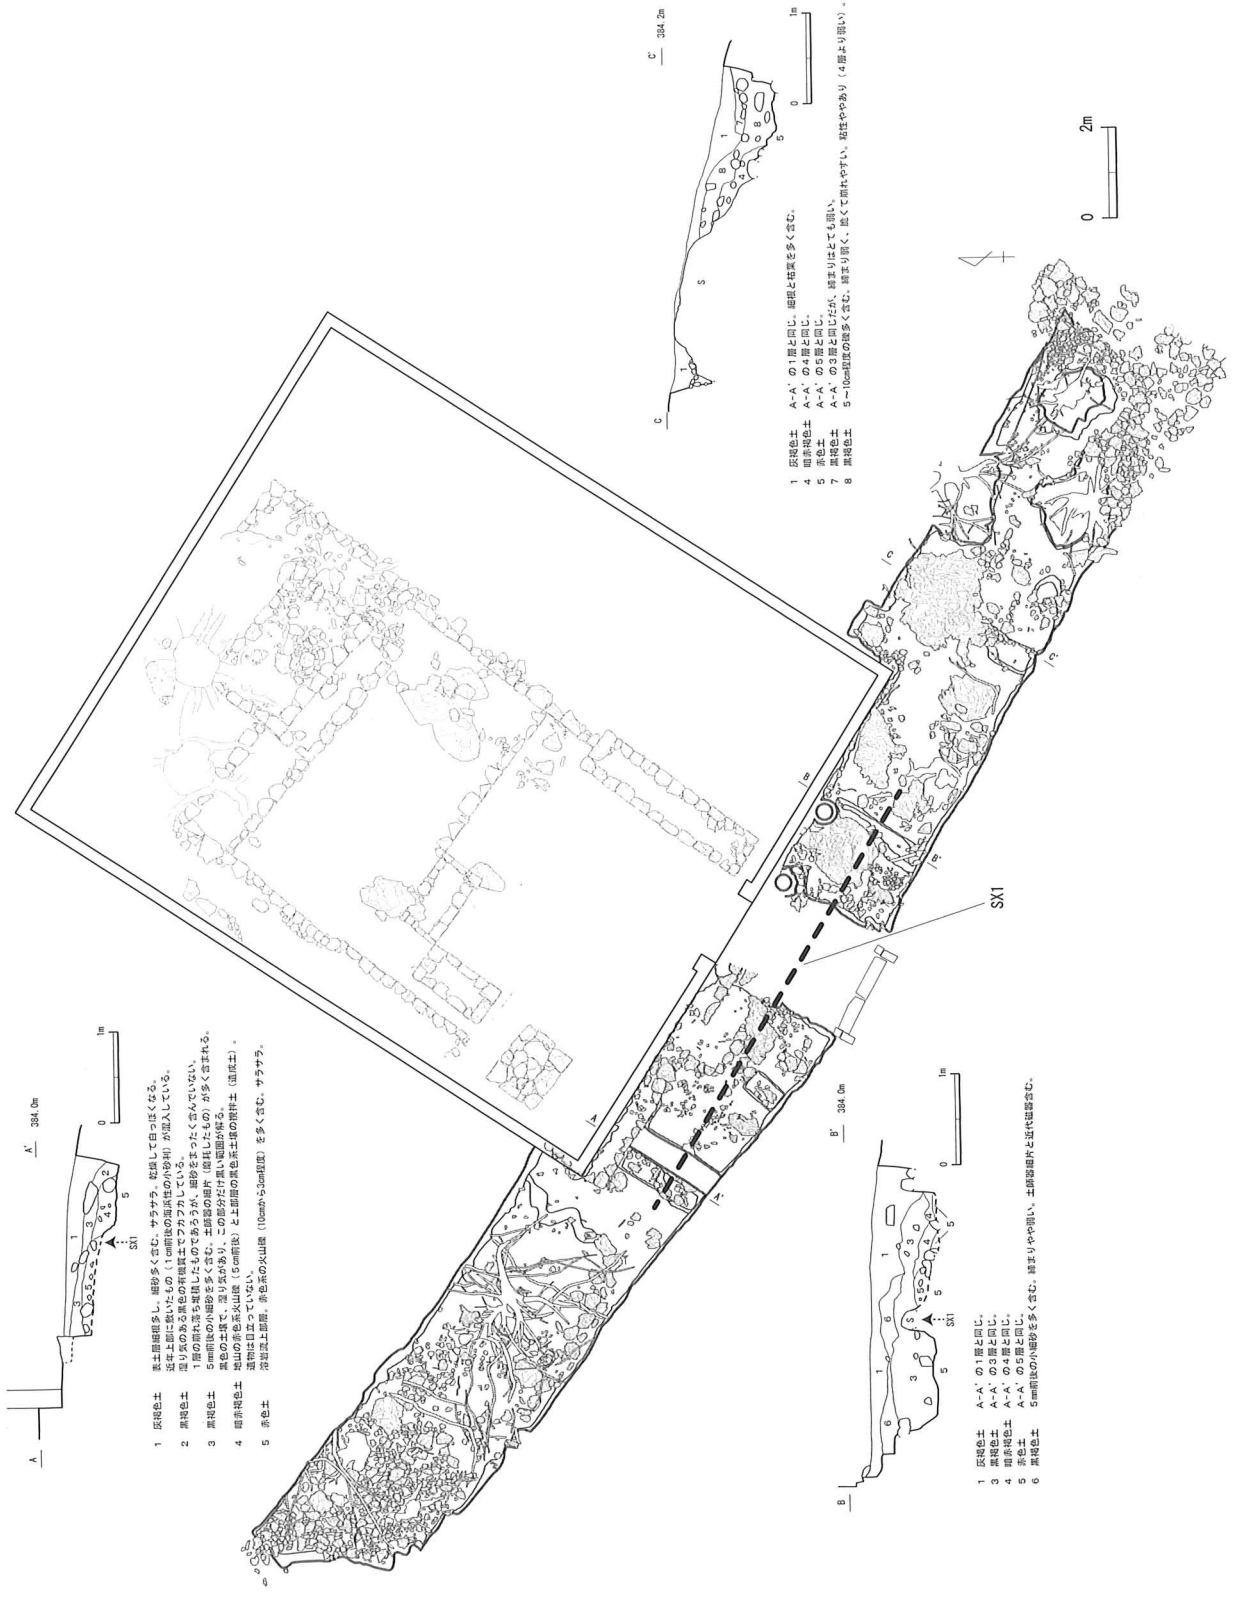 A
A'
384.0m
0
1m
SX1
1
2
3
4
5
1 灰褐色土 表土層細根多し。細砂多く含む。サラサラ。乾燥して白っぽくなる。
近年上部に敷いたもの（1cm前後の海浜性の小砂利）が混入している。
2 黒褐色土 湿り気のある黒色の有機質土でフカフカしている。
1層の崩れ落ち堆積したものであろうが、細砂をまったく含んでいない。
3 黒褐色土 5mm前後の小細砂を多く含む。土師器の細片（磨耗したもの）が多く含まれる。
黒色の土壌で、湿り気があり、この部分だけ黒い範囲が解る。
4 暗赤褐色土 地山の赤色系火山礫（5cm前後）と上部層の黒色系土壌の撹拌土（造成土）。
遺物は目立っていない。
5 赤色土 溶岩流上部層。赤色系の火山礫（10cmから3cm程度）を多く含む。サラサラ。
C
C'
384.2m
0
1m
S
1
4
5
7
8
1 灰褐色土 A-A'の1層と同じ。細根と枯葉を多く含む。
4 暗赤褐色土 A-A'の4層と同じ。
5 赤色土 A-A'の5層と同じ。
7 黒褐色土 A-A'の3層と同じだが、締まりはとても弱い。
8 黒褐色土 5～10cm程度の礫多く含む。締まり弱く、脆くて崩れやすい。粘性ややあり（4層より弱い）。
0
2m
A
A'
B
B'
C
C'
SX1
B
B'
384.0m
0
1m
S
SX1
1
3
4
5
6
1 灰褐色土 A-A'の1層と同じ。
3 黒褐色土 A-A'の3層と同じ。
4 暗赤褐色土 A-A'の4層と同じ。
5 赤色土 A-A'の5層と同じ。
6 黒褐色土 5mm前後の小細砂を多く含む。締まりやや弱い。土師器細片と近代磁器含む。